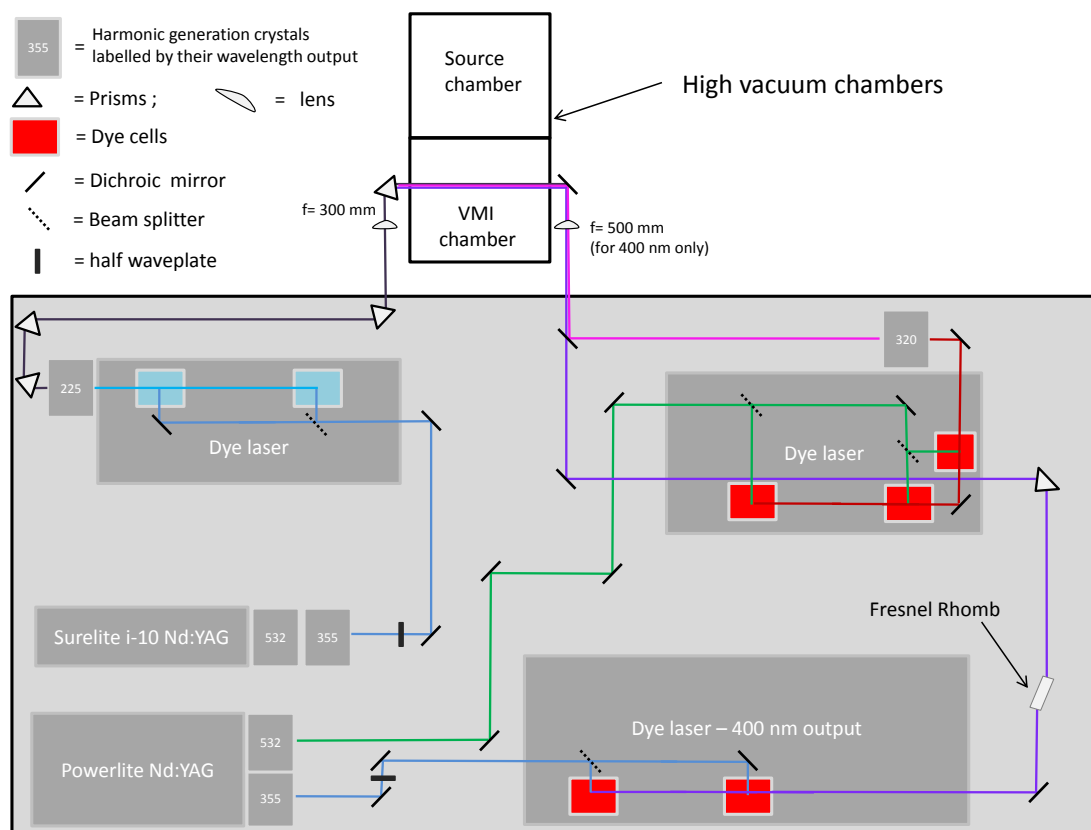 355
= Harmonic generation crystals
labelled by their wavelength output
= Prisms ;
= lens
= Dye cells
= Dichroic mirror
= Beam splitter
= half waveplate
Source
chamber
High vacuum chambers
VMI
chamber
f= 300 mm
f= 500 mm
(for 400 nm only)
225
Dye laser
320
Dye laser
Surelite i-10 Nd:YAG
532
355
Fresnel Rhomb
Powerlite Nd:YAG
532
355
Dye laser – 400 nm output